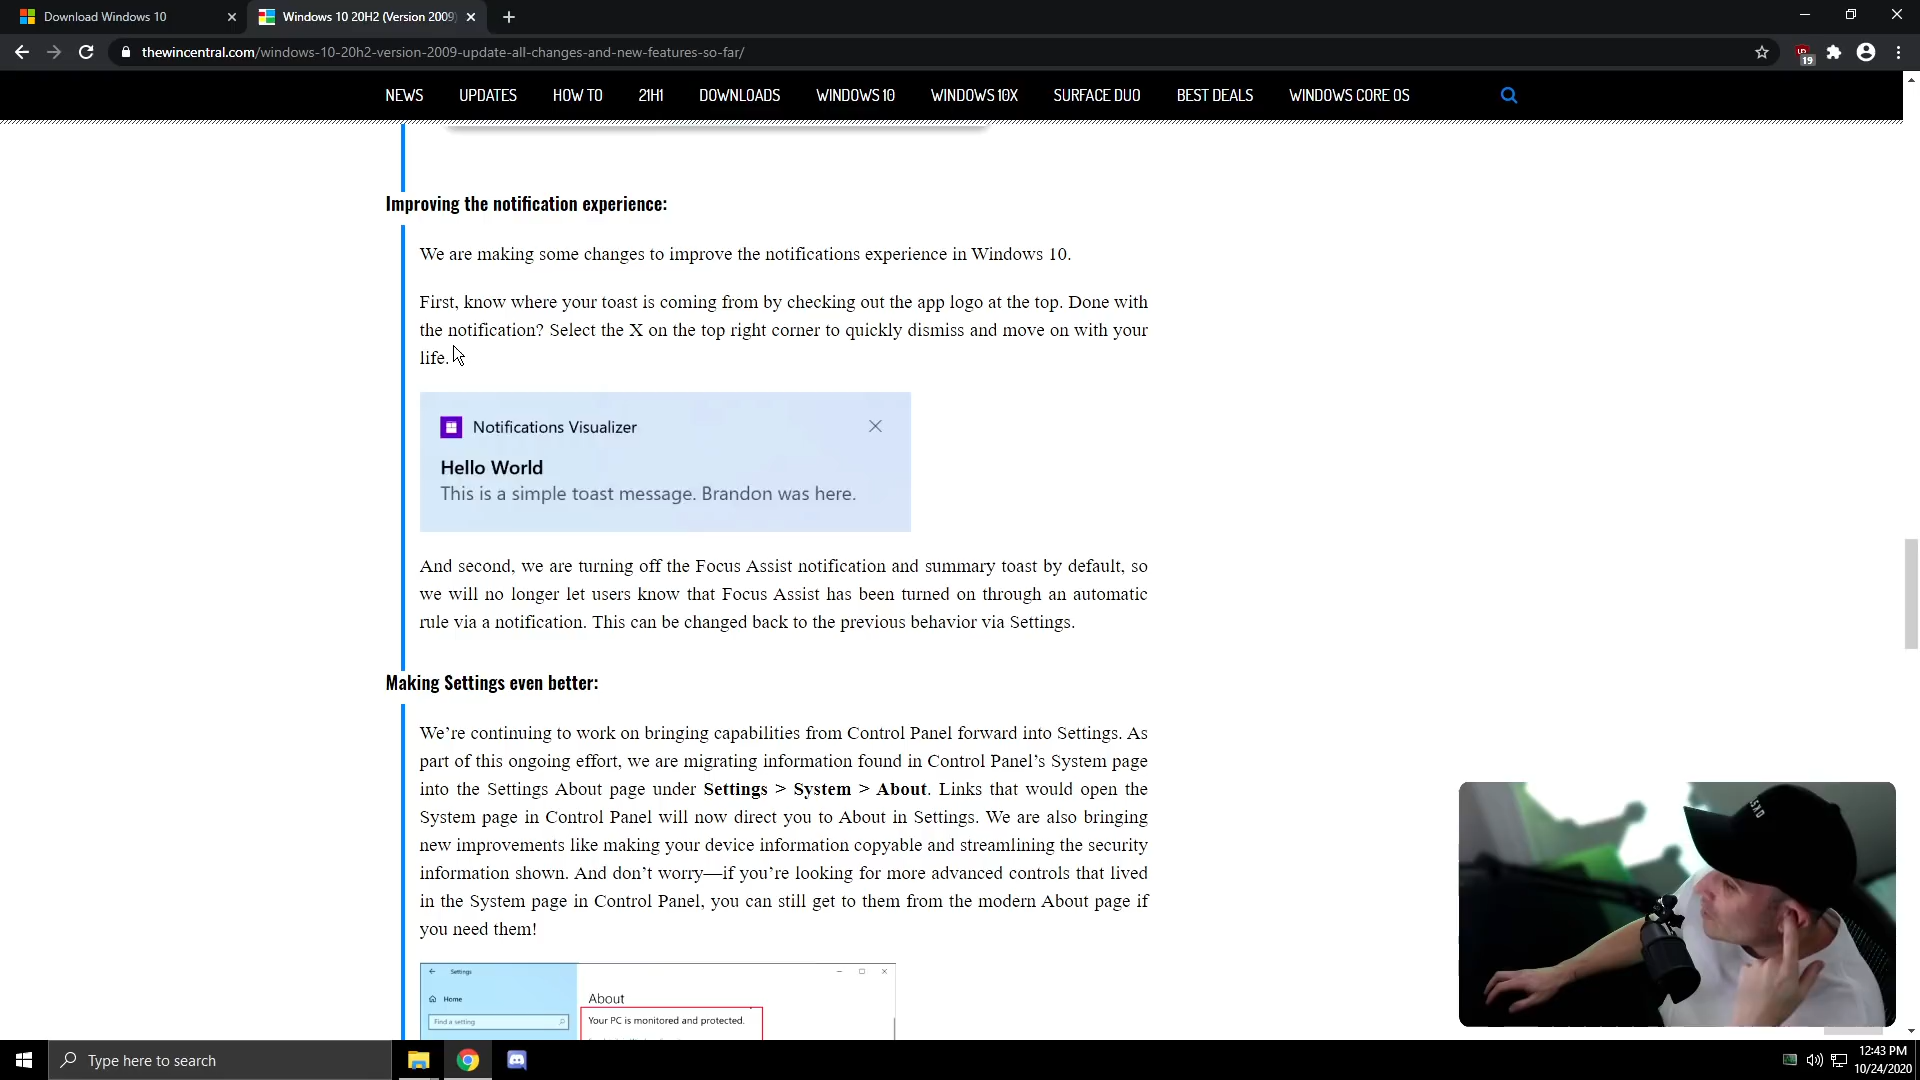 Download Windows 10
Windows 10 20H2 (Version 2009)
thewincentral.com/windows-10-20h2-version-2009-update-all-changes-and-new-features-so-far/
19
NEWS UPDATES HOW TO 21H1 DOWNLOADS WINDOWS 10 WINDOWS 10X SURFACE DUO BEST DEALS WINDOWS CORE OS
Improving the notification experience:
We are making some changes to improve the notifications experience in Windows 10.
First, know where your toast is coming from by checking out the app logo at the top. Done with
the notification? Select the X on the top right corner to quickly dismiss and move on with your
life.
Notifications Visualizer
Hello World
This is a simple toast message. Brandon was here.
And second, we are turning off the Focus Assist notification and summary toast by default, so
we will no longer let users know that Focus Assist has been turned on through an automatic
rule via a notification. This can be changed back to the previous behavior via Settings.
Making Settings even better:
We’re continuing to work on bringing capabilities from Control Panel forward into Settings. As
part of this ongoing effort, we are migrating information found in Control Panel’s System page
into the Settings About page under Settings > System > About. Links that would open the
System page in Control Panel will now direct you to About in Settings. We are also bringing
new improvements like making your device information copyable and streamlining the security
information shown. And don’t worry—if you’re looking for more advanced controls that lived
in the System page in Control Panel, you can still get to them from the modern About page if
you need them!
Settings
Home
About
Find a setting
Your PC is monitored and protected.
Type here to search
12:43 PM
10/24/2020